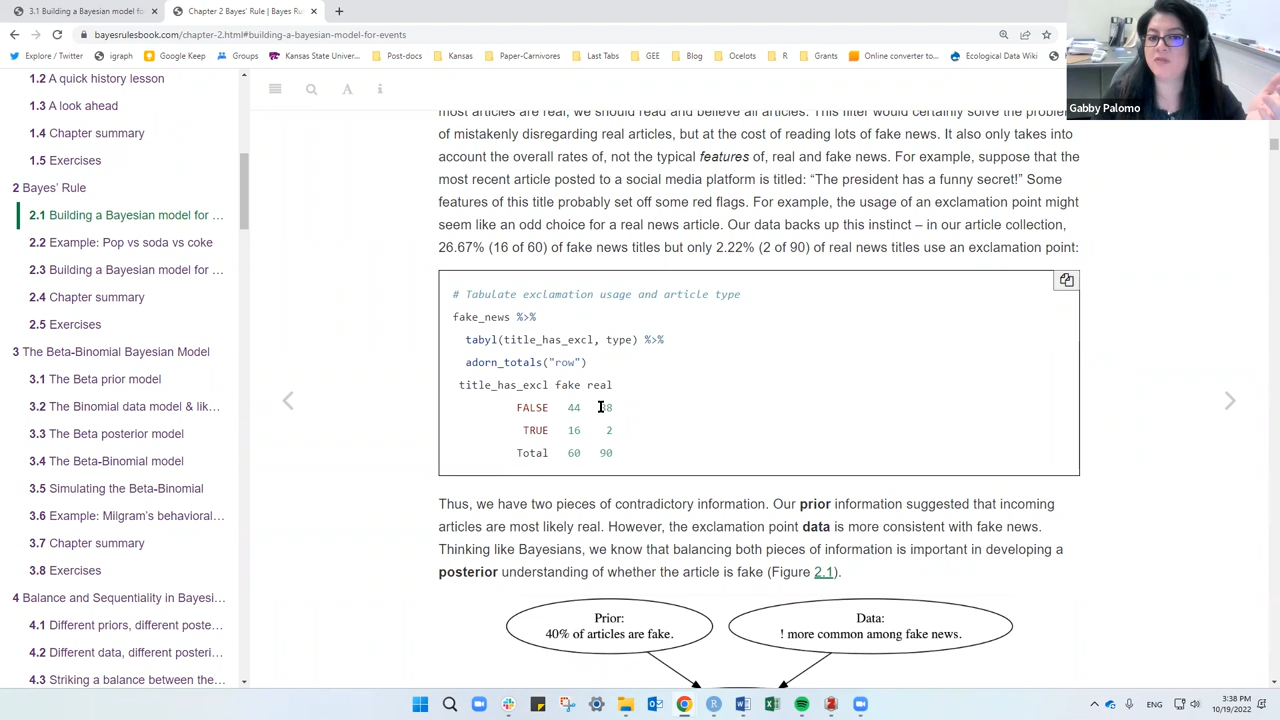 3.1 Building a Bayesian model fo
Chapter 2 Bayes' Rule | Bayes Rul
bayesrulesbook.com/chapter-2.html#building-a-bayesian-model-for-events
Explore / Twitter
igraph
Google Keep
Kansas State Univer...
Post-docs
Kansas
Paper-Carnivores
Last Tabs
GEE
Blog
Ocelots
R
Grants
Online converter to...
Ecological Data Wiki
Gabby Palomo
1.2 A quick history lesson
1.3 A look ahead
1.4 Chapter summary
1.5 Exercises
2 Bayes' Rule
2.1 Building a Bayesian model for ...
2.2 Example: Pop vs soda vs coke
2.3 Building a Bayesian model for ...
2.4 Chapter summary
2.5 Exercises
3 The Beta-Binomial Bayesian Model
3.1 The Beta prior model
3.2 The Binomial data model & lik...
3.3 The Beta posterior model
3.4 The Beta-Binomial model
3.5 Simulating the Beta-Binomial
3.6 Example: Milgram's behavioral...
3.7 Chapter summary
3.8 Exercises
4 Balance and Sequentiality in Bayesi...
4.1 Different priors, different poste...
4.2 Different data, different posteri...
4.3 Striking a balance between the...
most articles are real, we should read and believe all articles. This filter would certainly solve the problem
of mistakenly disregarding real articles, but at the cost of reading lots of fake news. It also only takes into
account the overall rates of, not the typical features of, real and fake news. For example, suppose that the
most recent article posted to a social media platform is titled: “The president has a funny secret!” Some
features of this title probably set off some red flags. For example, the usage of an exclamation point might
seem like an odd choice for a real news article. Our data backs up this instinct – in our article collection,
26.67% (16 of 60) of fake news titles but only 2.22% (2 of 90) of real news titles use an exclamation point:
# Tabulate exclamation usage and article type
fake_news %>%
tabyl(title_has_excl, type) %>%
adorn_totals("row")
title_has_excl fake real
FALSE 44 88
TRUE 16 2
Total 60 90
Thus, we have two pieces of contradictory information. Our prior information suggested that incoming
articles are most likely real. However, the exclamation point data is more consistent with fake news.
Thinking like Bayesians, we know that balancing both pieces of information is important in developing a
posterior understanding of whether the article is fake (Figure 2.1).
Prior:
40% of articles are fake.
Data:
! more common among fake news.
ENG
3:38 PM
10/19/2022